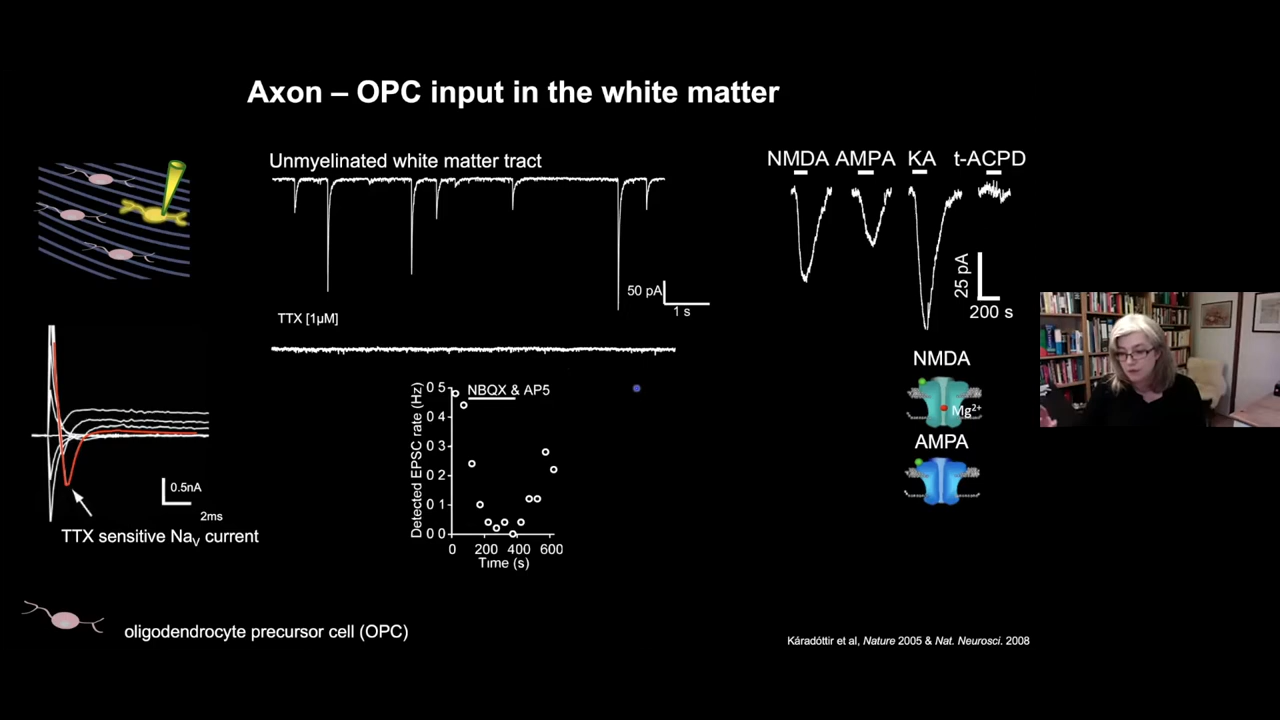 Axon – OPC input in the white matter
Unmyelinated white matter tract
50 pA
1 s
TTX [1µM]
NMDA AMPA KA t-ACPD
25 pA
200 s
NMDA
Mg2+
AMPA
0.5nA
2ms
TTX sensitive NaV current
Detected EPSC rate (Hz)
NBQX & AP5
0 5
0 4
0 3
0 2
0 1
0 0
0 200 400 600
Time (s)
oligodendrocyte precursor cell (OPC)
Káradóttir et al, Nature 2005 & Nat. Neurosci. 2008